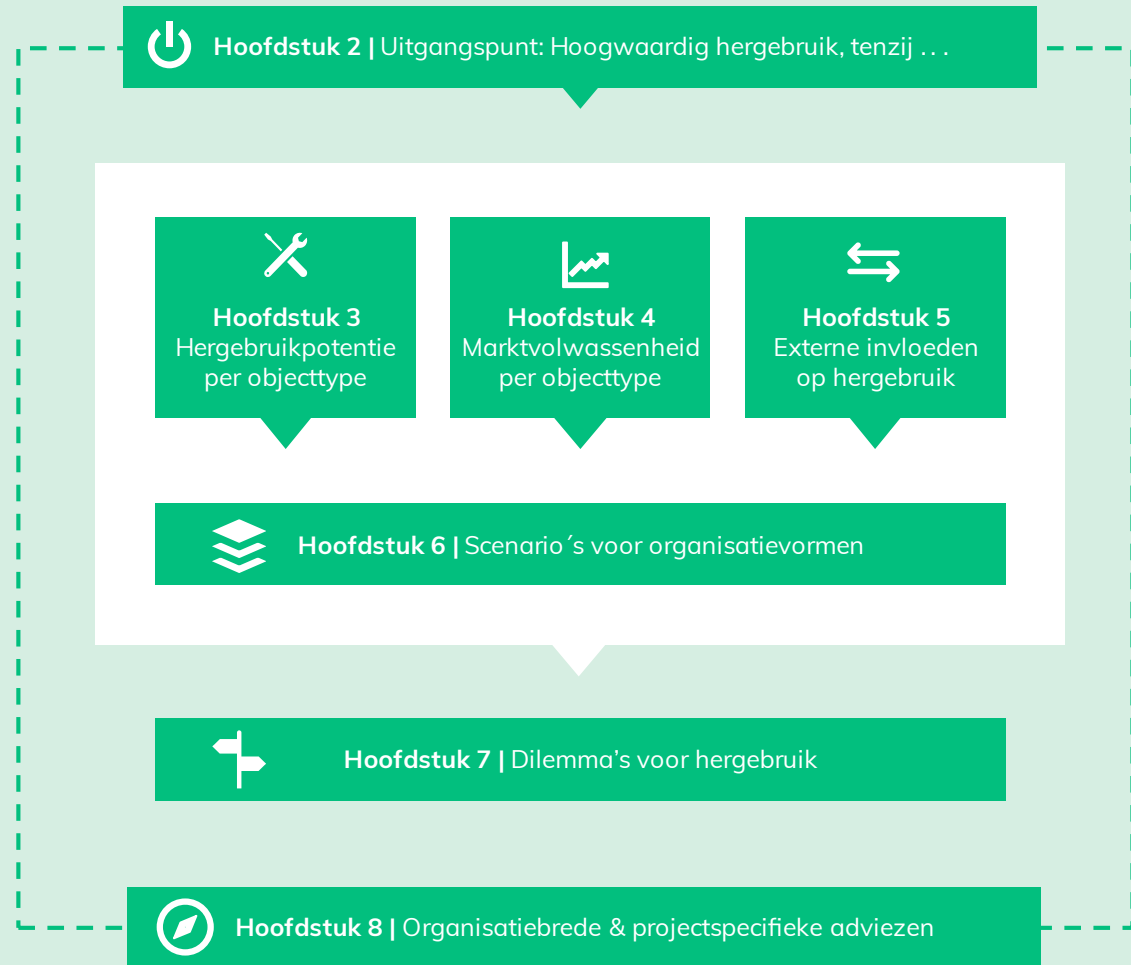 Hoofdstuk 2 | Uitgangspunt: Hoogwaardig hergebruik, tenzij . . .
Hoofdstuk 3
Hergebruikpotentie
per objecttype
Hoofdstuk 4
Marktvolwassenheid
per objecttype
Hoofdstuk 5
Externe invloeden
op hergebruik
Hoofdstuk 6 | Scenario´s voor organisatievormen
Hoofdstuk 7 | Dilemma’s voor hergebruik
Hoofdstuk 8 | Organisatiebrede & projectspecifieke adviezen